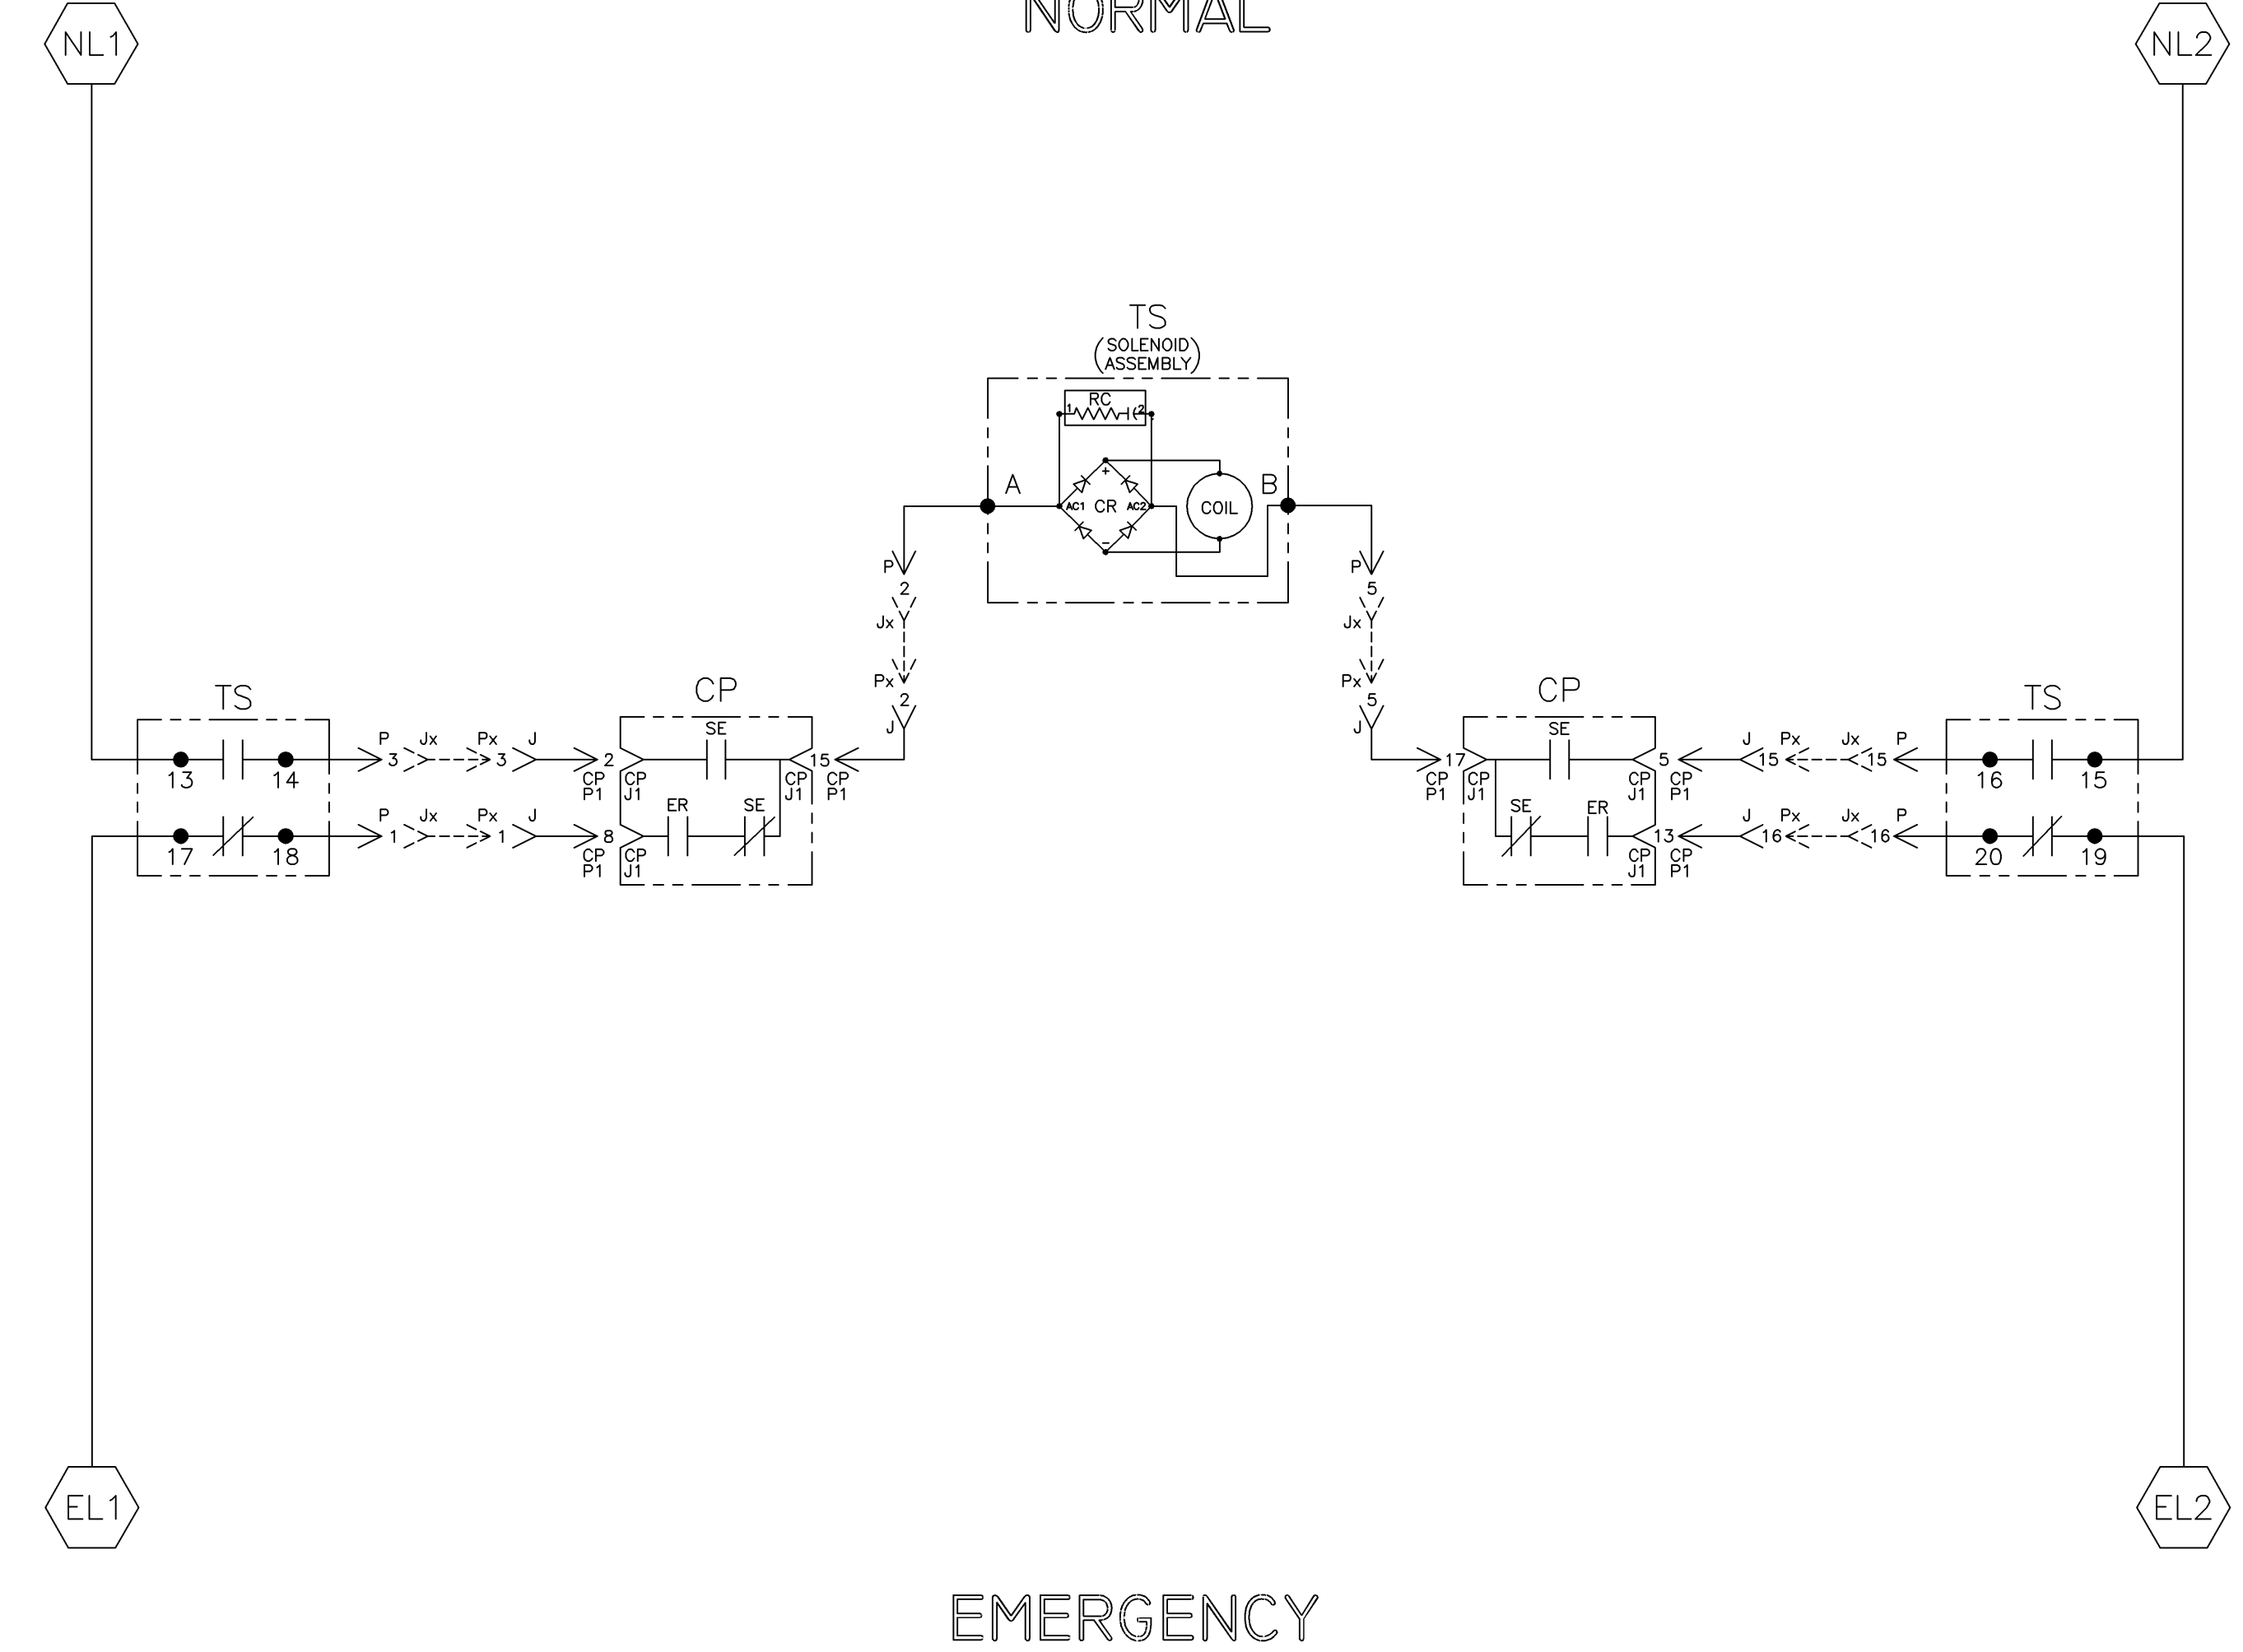 NORMAL
NL1 NL2
TS
(SOLENOID
ASSEMBLY)
RC
1 2
+
A AC1 CR AC2 COIL B
−
P P
2 5
Jx Jx
Px Px
2 5
J J
TS CP CP TS
SE SE
P Jx Px J J Px Jx P
3 3 2 15 17 5 15 15
13 14 CP CP CP CP CP CP CP CP 16 15
P1 J1 J1 P1 P1 J1 J1 P1
ER SE SE ER
P Jx Px J J Px Jx P
1 1 8 13 16 16
17 18 CP CP CP CP 20 19
P1 J1 J1 P1
EL1 EL2
EMERGENCY